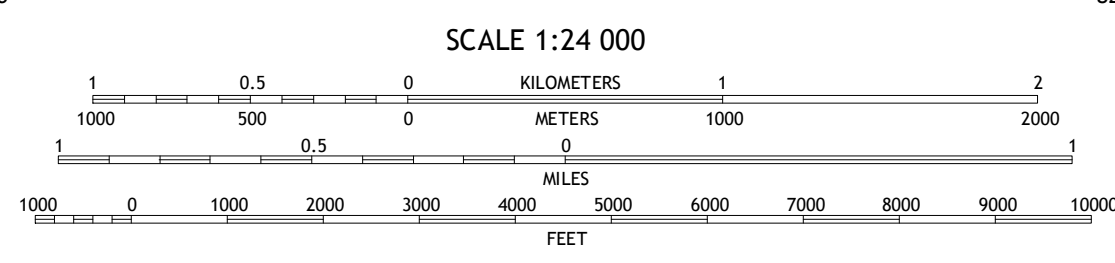 SCALE 1:24 000
1 0.5 0 KILOMETERS 1 2
1000 500 0 METERS 1000 2000
1 0.5 0 1
MILES
1000 0 1000 2000 3000 4000 5000 6000 7000 8000 9000 10000
FEET